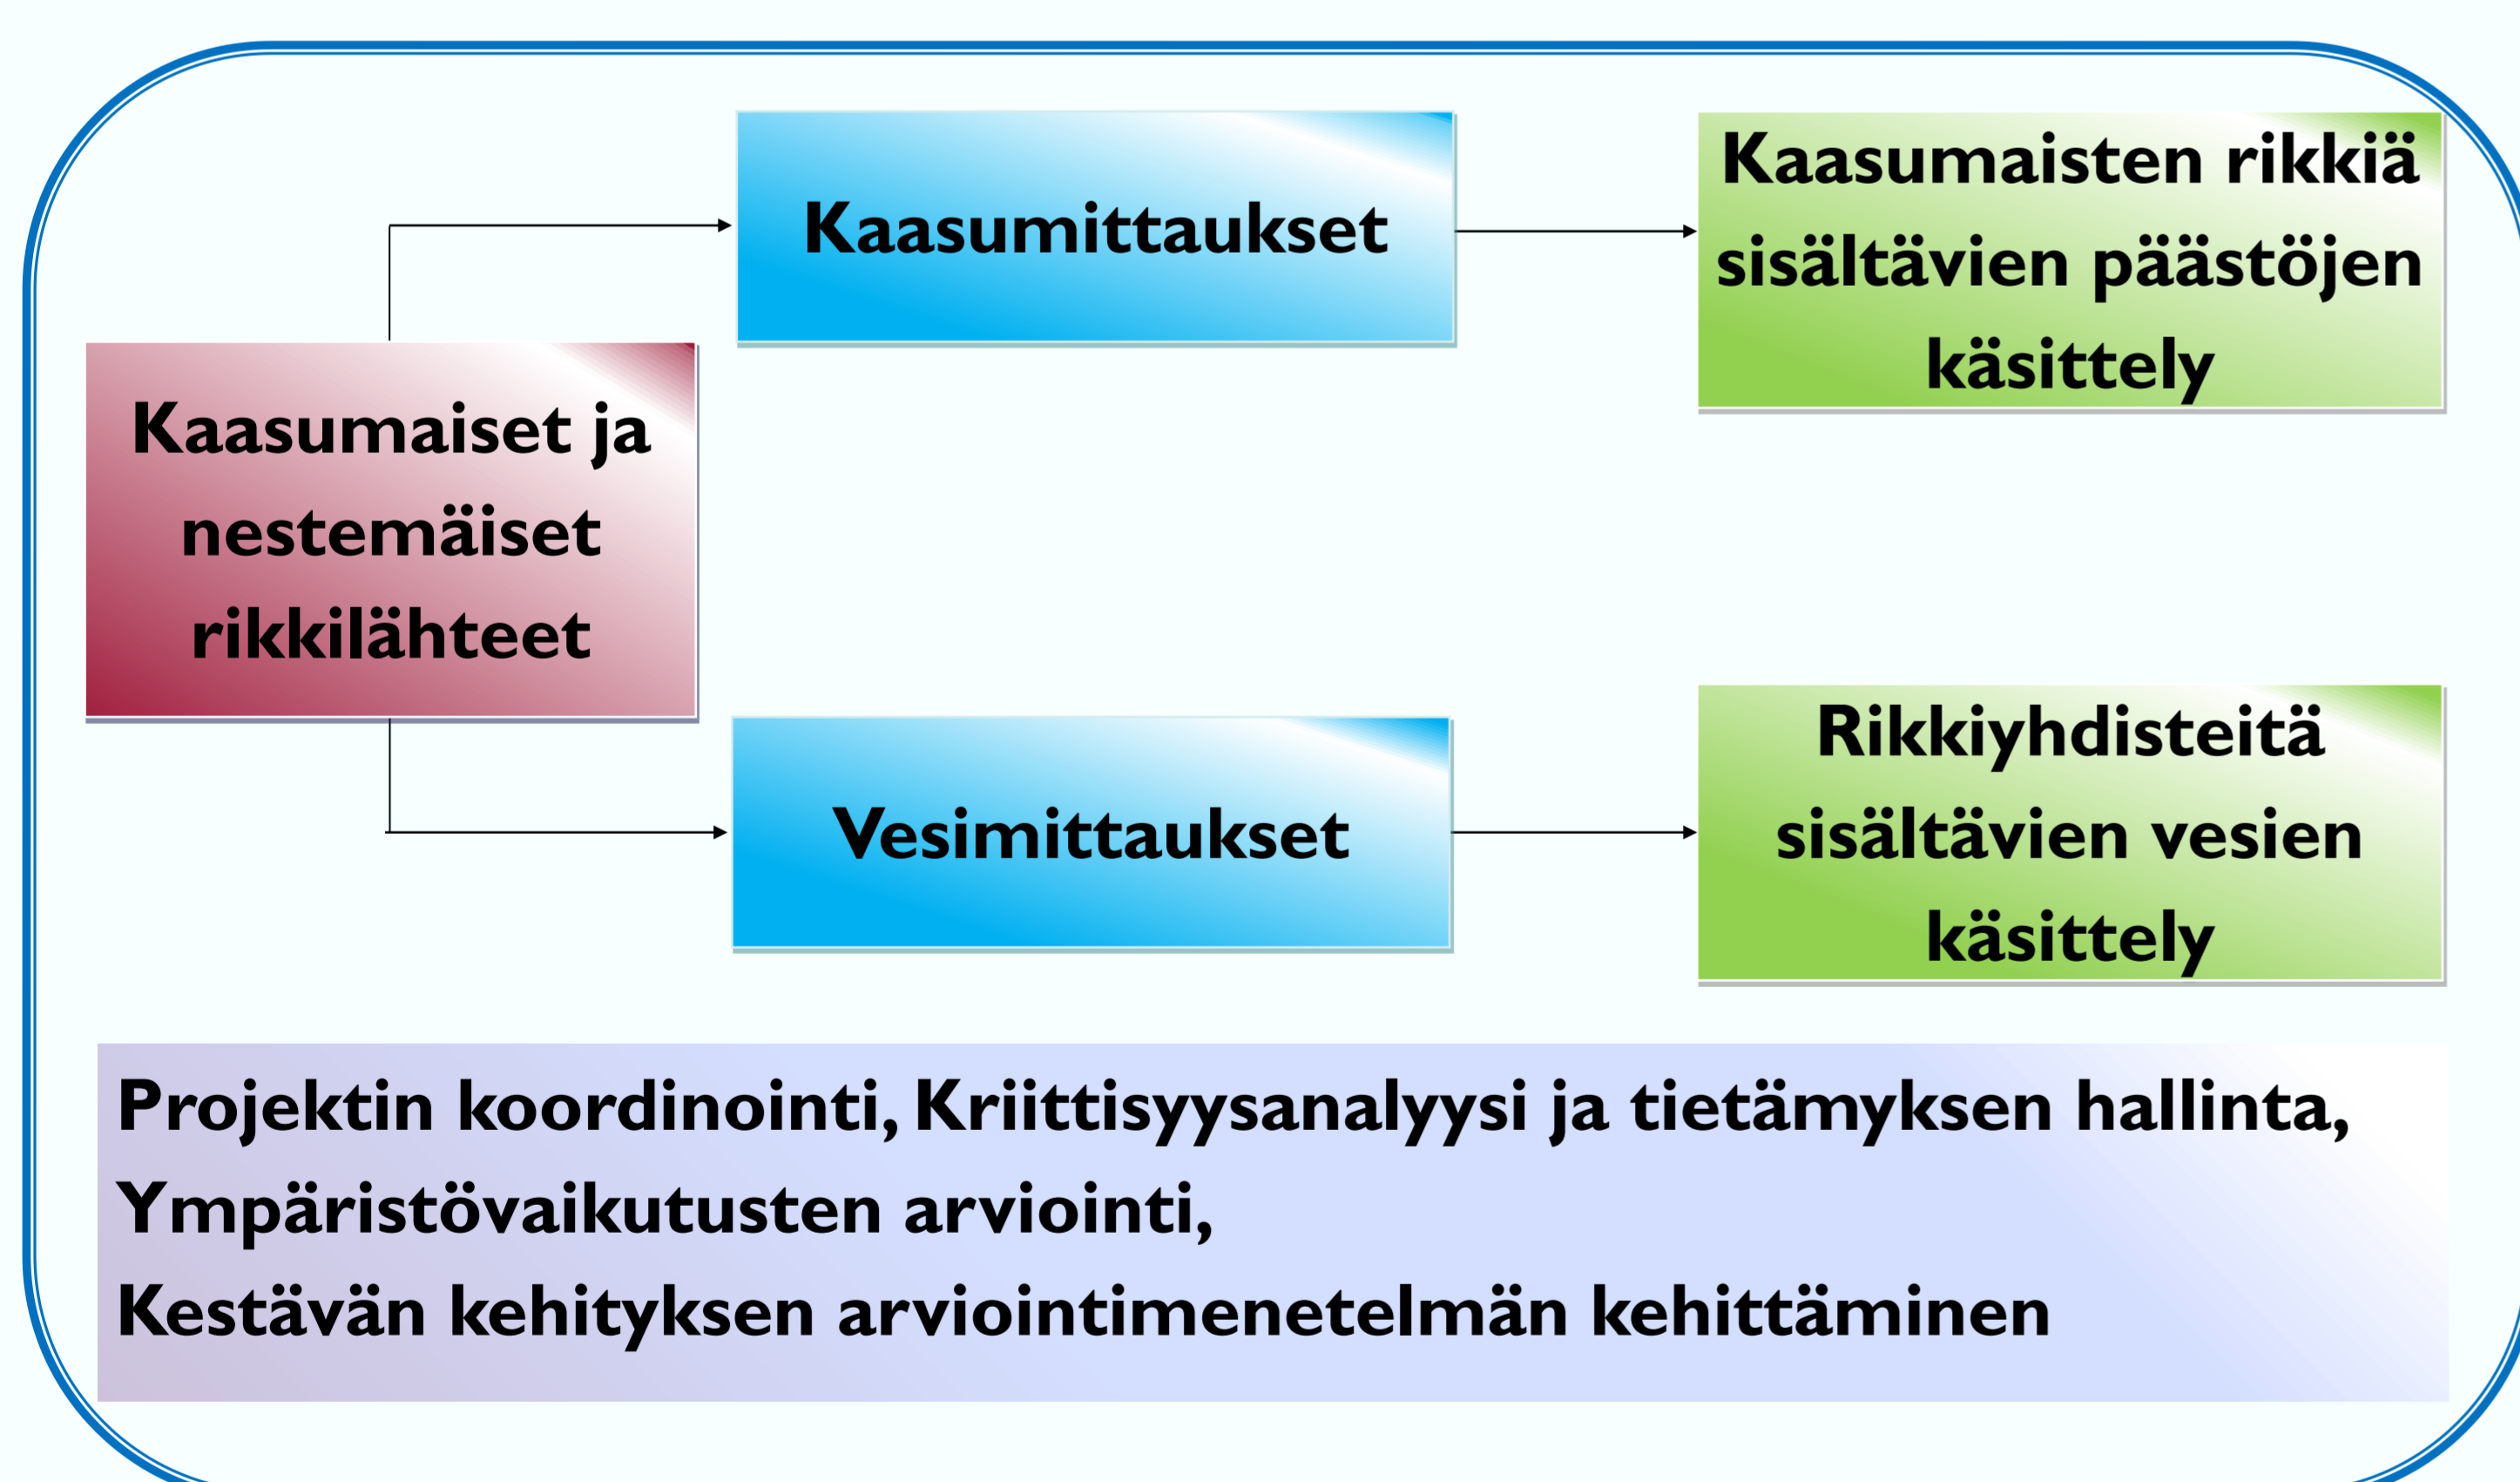 Kaasumaiset ja
nestemäiset
rikkilähteet
Kaasumittaukset
Kaasumaisten rikkiä
sisältävien päästöjen
käsittely
Vesimittaukset
Rikkiyhdisteitä
sisältävien vesien
käsittely
Projektin koordinointi, Kriittisyysanalyysi ja tietämyksen hallinta,
Ympäristövaikutusten arviointi,
Kestävän kehityksen arviointimenetelmän kehittäminen